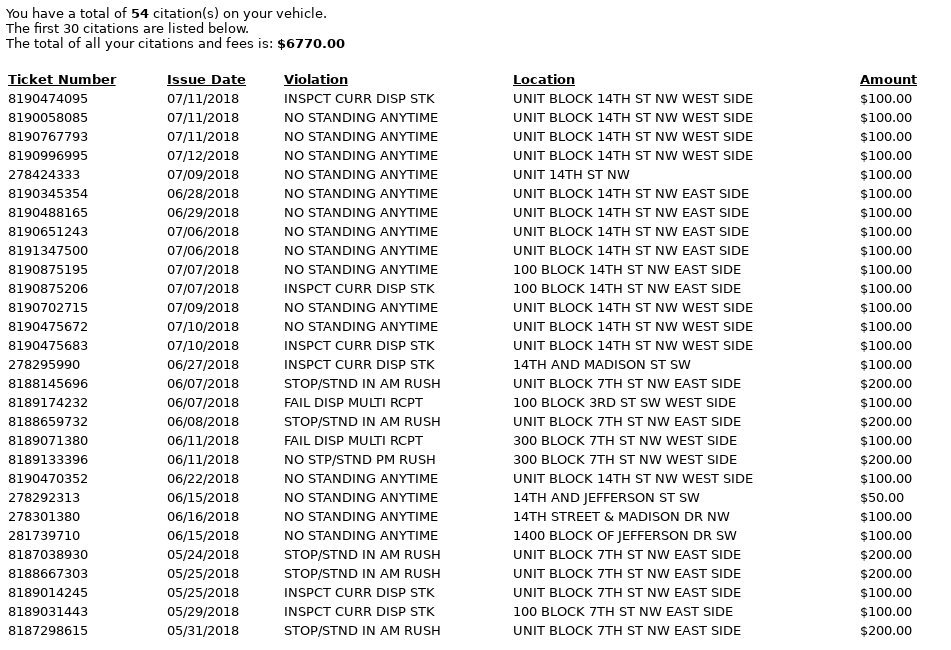 You have a total of 54 citation(s) on your vehicle.
The first 30 citations are listed below.
The total of all your citations and fees is: $6770.00
Ticket Number Issue Date Violation Location Amount
8190474095 07/11/2018 INSPCT CURR DISP STK UNIT BLOCK 14TH ST NW WEST SIDE $100.00
8190058085 07/11/2018 NO STANDING ANYTIME UNIT BLOCK 14TH ST NW WEST SIDE $100.00
8190767793 07/11/2018 NO STANDING ANYTIME UNIT BLOCK 14TH ST NW WEST SIDE $100.00
8190996995 07/12/2018 NO STANDING ANYTIME UNIT BLOCK 14TH ST NW WEST SIDE $100.00
278424333 07/09/2018 NO STANDING ANYTIME UNIT 14TH ST NW $100.00
8190345354 06/28/2018 NO STANDING ANYTIME UNIT BLOCK 14TH ST NW EAST SIDE $100.00
8190488165 06/29/2018 NO STANDING ANYTIME UNIT BLOCK 14TH ST NW EAST SIDE $100.00
8190651243 07/06/2018 NO STANDING ANYTIME UNIT BLOCK 14TH ST NW EAST SIDE $100.00
8191347500 07/06/2018 NO STANDING ANYTIME UNIT BLOCK 14TH ST NW EAST SIDE $100.00
8190875195 07/07/2018 NO STANDING ANYTIME 100 BLOCK 14TH ST NW EAST SIDE $100.00
8190875206 07/07/2018 INSPCT CURR DISP STK 100 BLOCK 14TH ST NW EAST SIDE $100.00
8190702715 07/09/2018 NO STANDING ANYTIME UNIT BLOCK 14TH ST NW WEST SIDE $100.00
8190475672 07/10/2018 NO STANDING ANYTIME UNIT BLOCK 14TH ST NW WEST SIDE $100.00
8190475683 07/10/2018 INSPCT CURR DISP STK UNIT BLOCK 14TH ST NW WEST SIDE $100.00
278295990 06/27/2018 INSPCT CURR DISP STK 14TH AND MADISON ST SW $100.00
8188145696 06/07/2018 STOP/STND IN AM RUSH UNIT BLOCK 7TH ST NW EAST SIDE $200.00
8189174232 06/07/2018 FAIL DISP MULTI RCPT 100 BLOCK 3RD ST SW WEST SIDE $100.00
8188659732 06/08/2018 STOP/STND IN AM RUSH UNIT BLOCK 7TH ST NW EAST SIDE $200.00
8189071380 06/11/2018 FAIL DISP MULTI RCPT 300 BLOCK 7TH ST NW WEST SIDE $100.00
8189133396 06/11/2018 NO STP/STND PM RUSH 300 BLOCK 7TH ST NW WEST SIDE $200.00
8190470352 06/22/2018 NO STANDING ANYTIME UNIT BLOCK 14TH ST NW WEST SIDE $100.00
278292313 06/15/2018 NO STANDING ANYTIME 14TH AND JEFFERSON ST SW $50.00
278301380 06/16/2018 NO STANDING ANYTIME 14TH STREET & MADISON DR NW $100.00
281739710 06/15/2018 NO STANDING ANYTIME 1400 BLOCK OF JEFFERSON DR SW $100.00
8187038930 05/24/2018 STOP/STND IN AM RUSH UNIT BLOCK 7TH ST NW EAST SIDE $200.00
8188667303 05/25/2018 STOP/STND IN AM RUSH UNIT BLOCK 7TH ST NW EAST SIDE $200.00
8189014245 05/25/2018 INSPCT CURR DISP STK UNIT BLOCK 7TH ST NW EAST SIDE $100.00
8189031443 05/29/2018 INSPCT CURR DISP STK 100 BLOCK 7TH ST NW EAST SIDE $100.00
8187298615 05/31/2018 STOP/STND IN AM RUSH UNIT BLOCK 7TH ST NW EAST SIDE $200.00